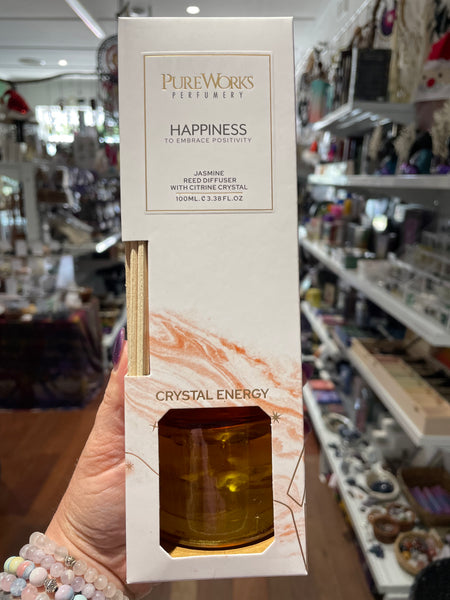 PUREWORKS
PERFUMERY
HAPPINESS
TO EMBRACE POSITIVITY
JASMINE
REED DIFFUSER
WITH CITRINE CRYSTAL
100ML. ℮ 3.38 FL.OZ
CRYSTAL ENERGY